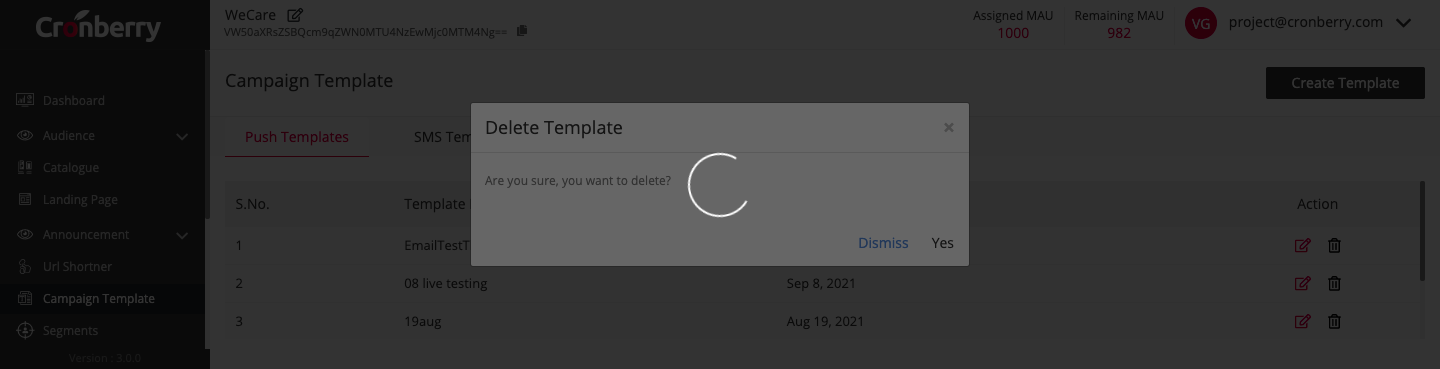 Cronberry
WeCare
VW50aXRsZSBQcm9qZWN0MTU4NzEwMjc0MTM4Ng==
Assigned MAU
1000
Remaining MAU
982
VG
project@cronberry.com
Campaign Template
Create Template
Dashboard
Audience
Catalogue
Landing Page
Announcement
Url Shortner
Campaign Template
Segments
Version : 3.0.0
Push Templates
SMS Tem
Delete Template
×
Are you sure, you want to delete?
Dismiss
Yes
S.No.
Template
Action
1
EmailTestT
2
08 live testing
Sep 8, 2021
3
19aug
Aug 19, 2021